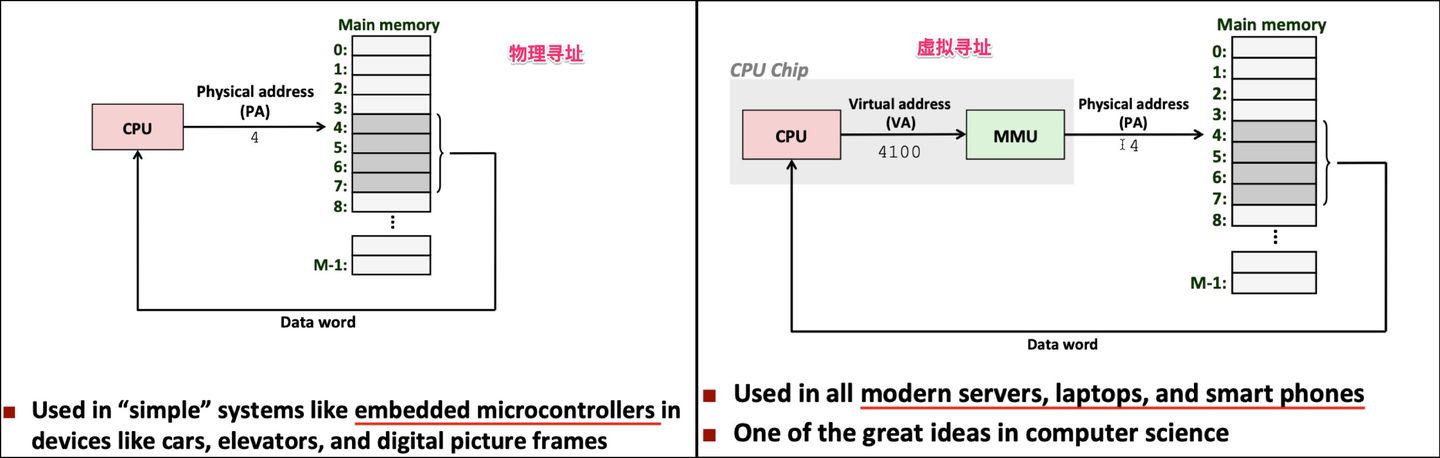 Main memory
物理寻址
0:
1:
2:
3:
4:
5:
6:
7:
8:
M-1:
CPU
Physical address
(PA)
4
Data word
■ Used in “simple” systems like embedded microcontrollers in
devices like cars, elevators, and digital picture frames
虚拟寻址
Main memory
CPU Chip
CPU
Virtual address
(VA)
4100
MMU
Physical address
(PA)
4
0:
1:
2:
3:
4:
5:
6:
7:
8:
M-1:
Data word
■ Used in all modern servers, laptops, and smart phones
■ One of the great ideas in computer science